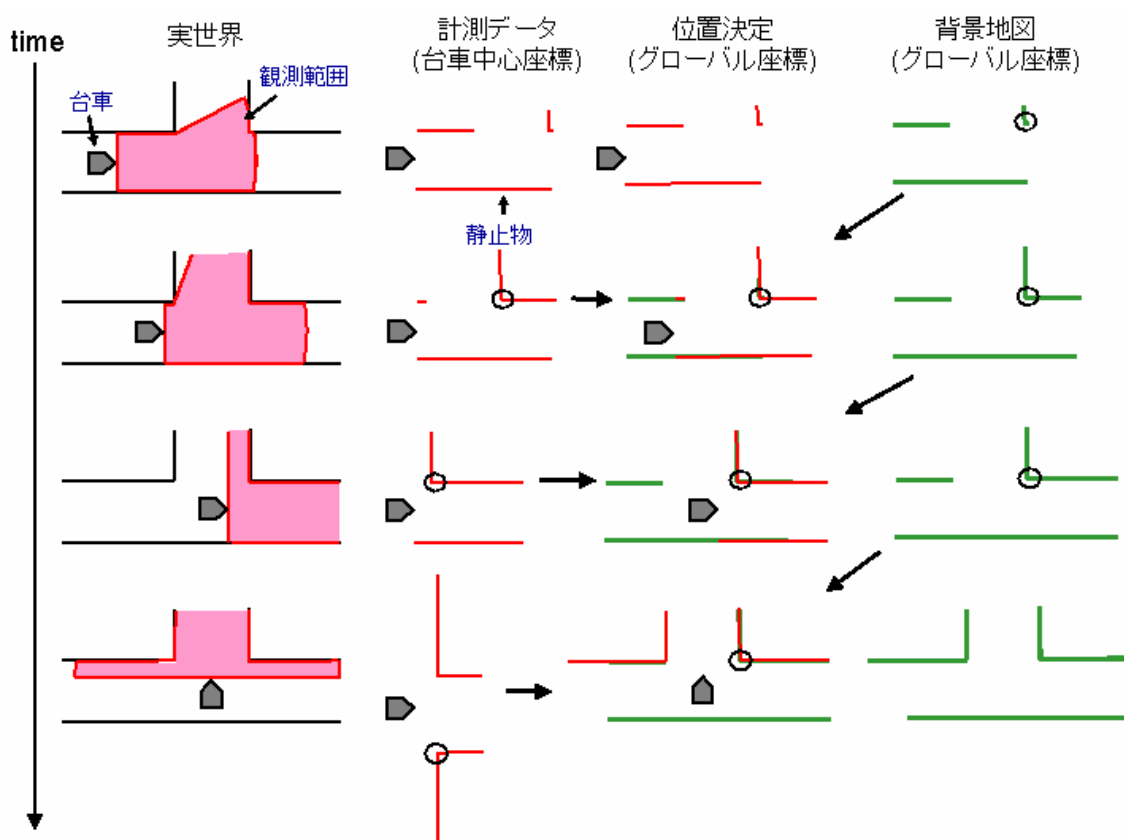 time
実世界
計測データ
(台車中心座標)
位置決定
(グローバル座標)
背景地図
(グローバル座標)
台車
観測範囲
静止物